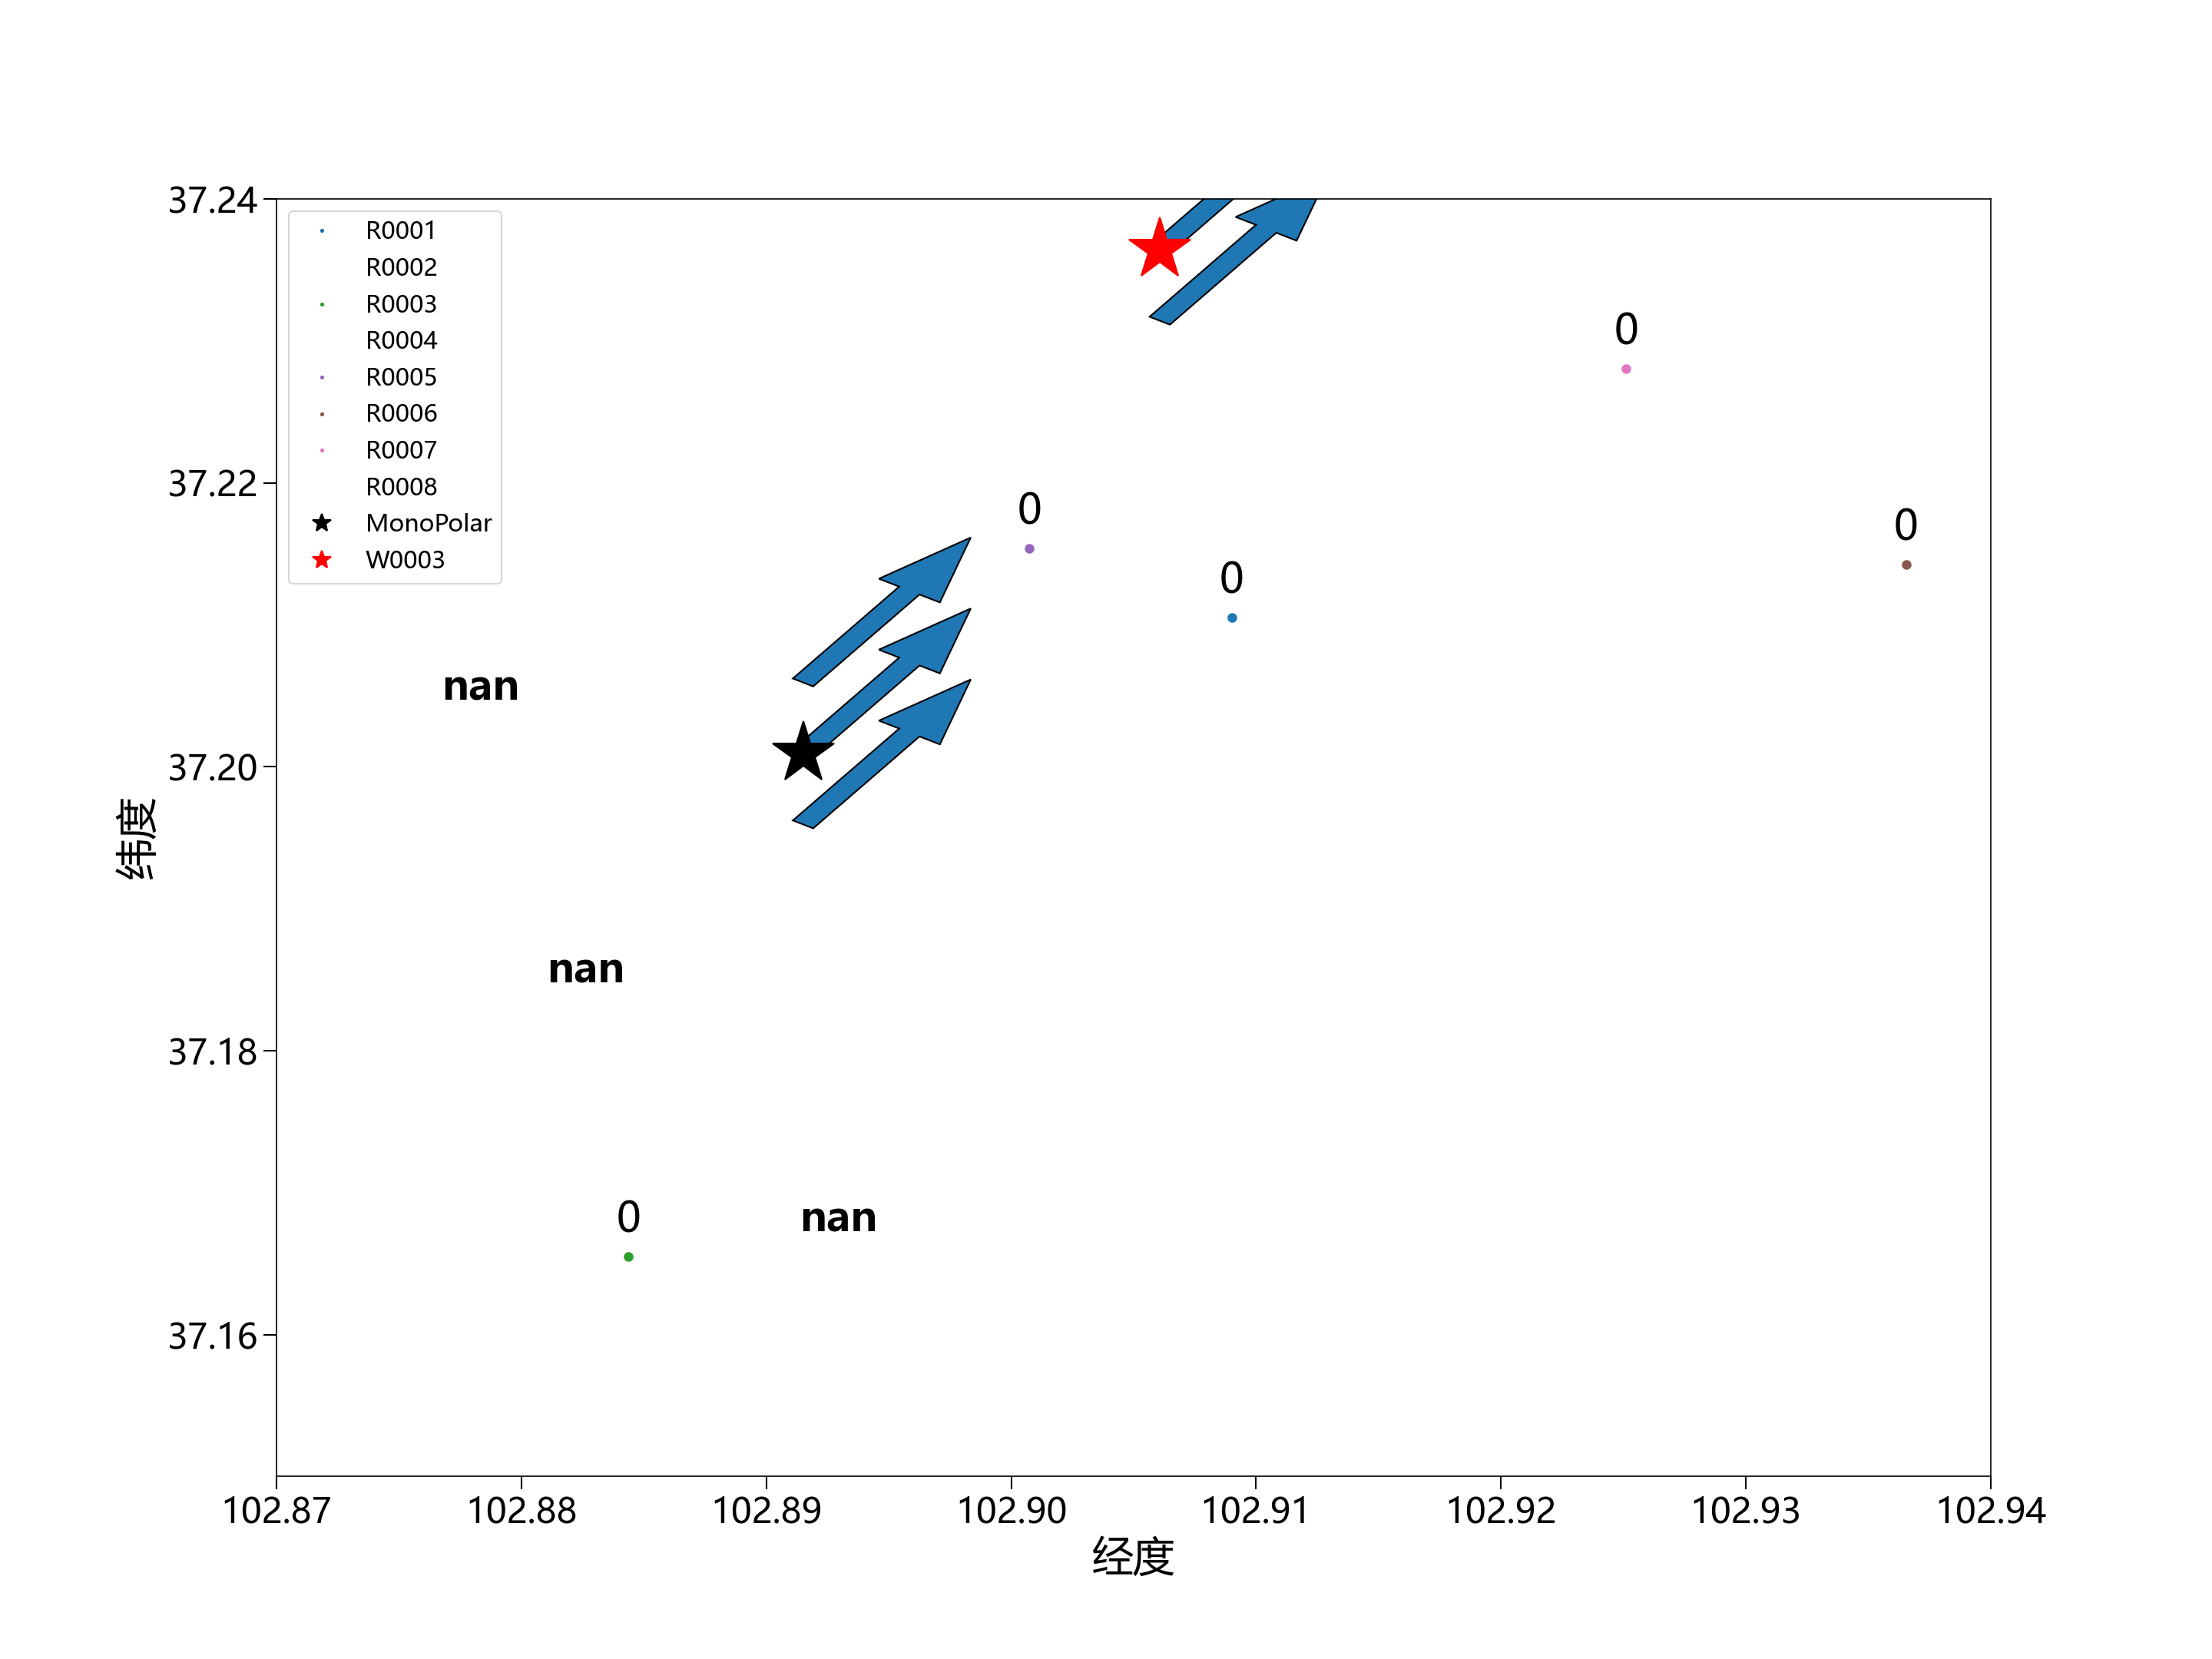 37.24
37.22
37.20
37.18
37.16
纬度
R0001
R0002
R0003
R0004
R0005
R0006
R0007
R0008
MonoPolar
W0003
0
0
0
0
nan
nan
0
nan
102.87 102.88 102.89 102.90 102.91 102.92 102.93 102.94
经度